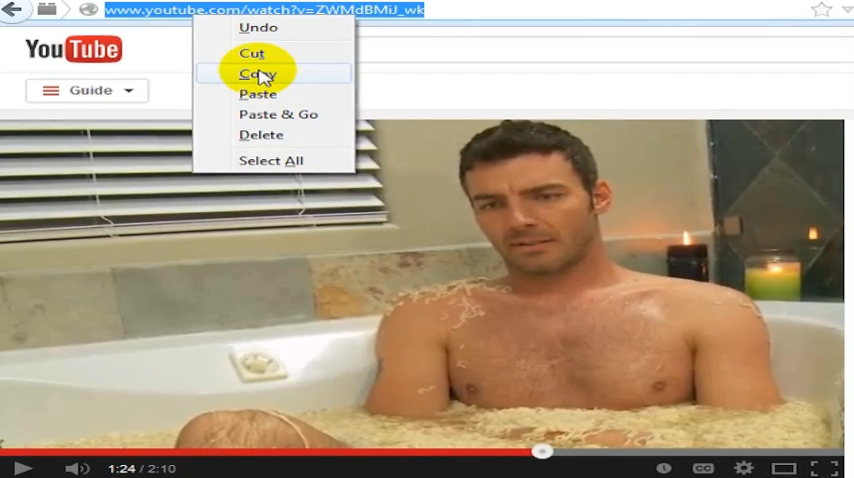 www.youtube.com/watch?v=ZWMdBMiJ_wk
Undo
YouTube
Cut
Copy
Guide
Paste
Paste & Go
Delete
Select All
1:24 / 2:10
CC